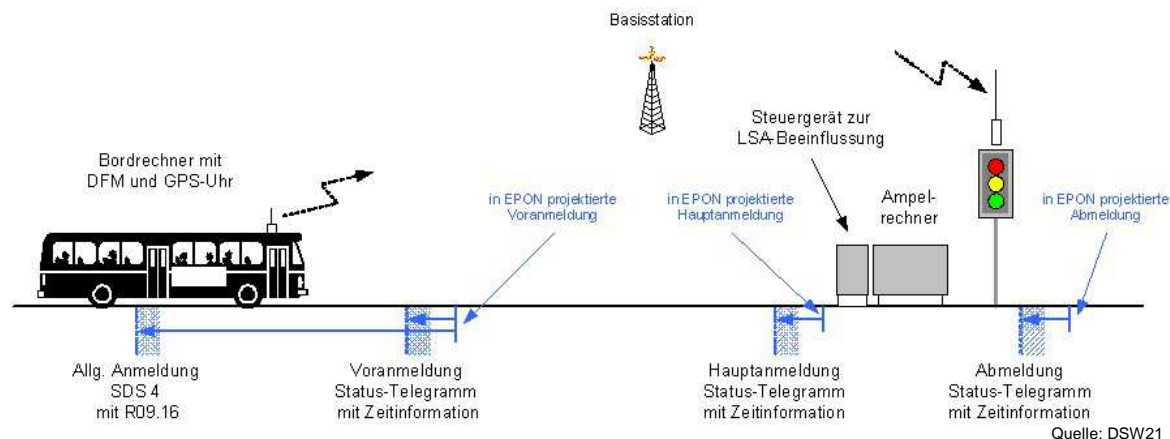 Basisstation
Steuergerät zur
LSA-Beeinflussung
Bordrechner mit
DFM und GPS-Uhr
in EPON projektierte
Voranmeldung
in EPON projektierte
Hauptanmeldung
Ampel-
rechner
in EPON projektierte
Abmeldung
Allg. Anmeldung
SDS 4
mit R09.16
Voranmeldung
Status-Telegramm
mit Zeitinformation
Hauptanmeldung
Status-Telegramm
mit Zeitinformation
Abmeldung
Status-Telegramm
mit Zeitinformation
Quelle: DSW21